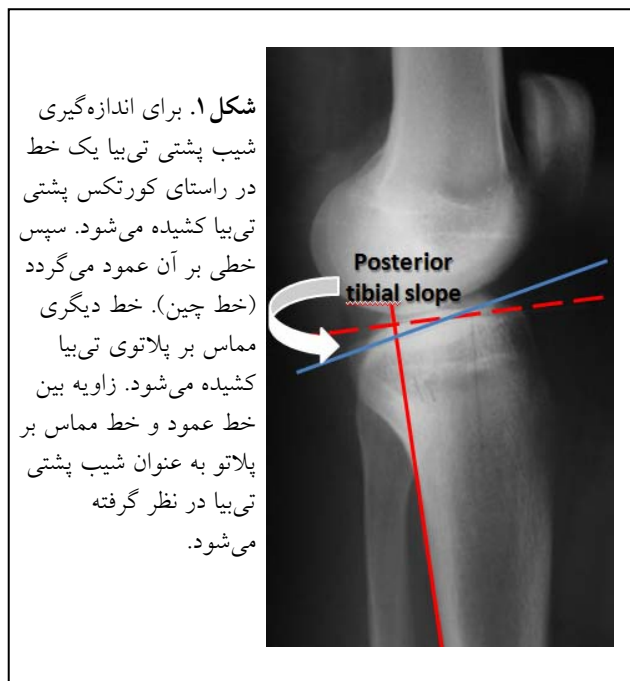 شکل ۱. برای اندازه‌گیری
شیب پشتی تی‌بیا یک خط
در راستای کورتکس پشتی
تی‌بیا کشیده می‌شود. سپس
خطی بر آن عمود می‌گردد
(خط چین). خط دیگری
مماس بر پلاتوی تی‌بیا
کشیده می‌شود. زاویه بین
خط عمود و خط مماس بر
پلاتو به عنوان شیب پشتی
تی‌بیا در نظر گرفته
می‌شود.
Posterior
tibial slope